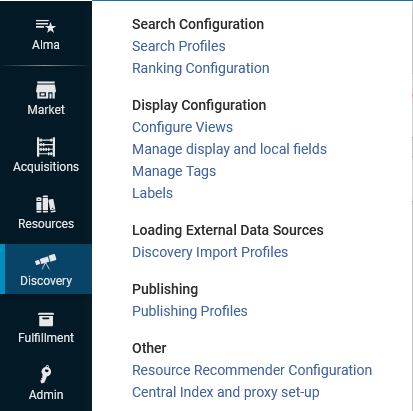 Alma
Market
Acquisitions
Resources
Discovery
Fulfillment
Admin
Search Configuration
Search Profiles
Ranking Configuration
Display Configuration
Configure Views
Manage display and local fields
Manage Tags
Labels
Loading External Data Sources
Discovery Import Profiles
Publishing
Publishing Profiles
Other
Resource Recommender Configuration
Central Index and proxy set-up